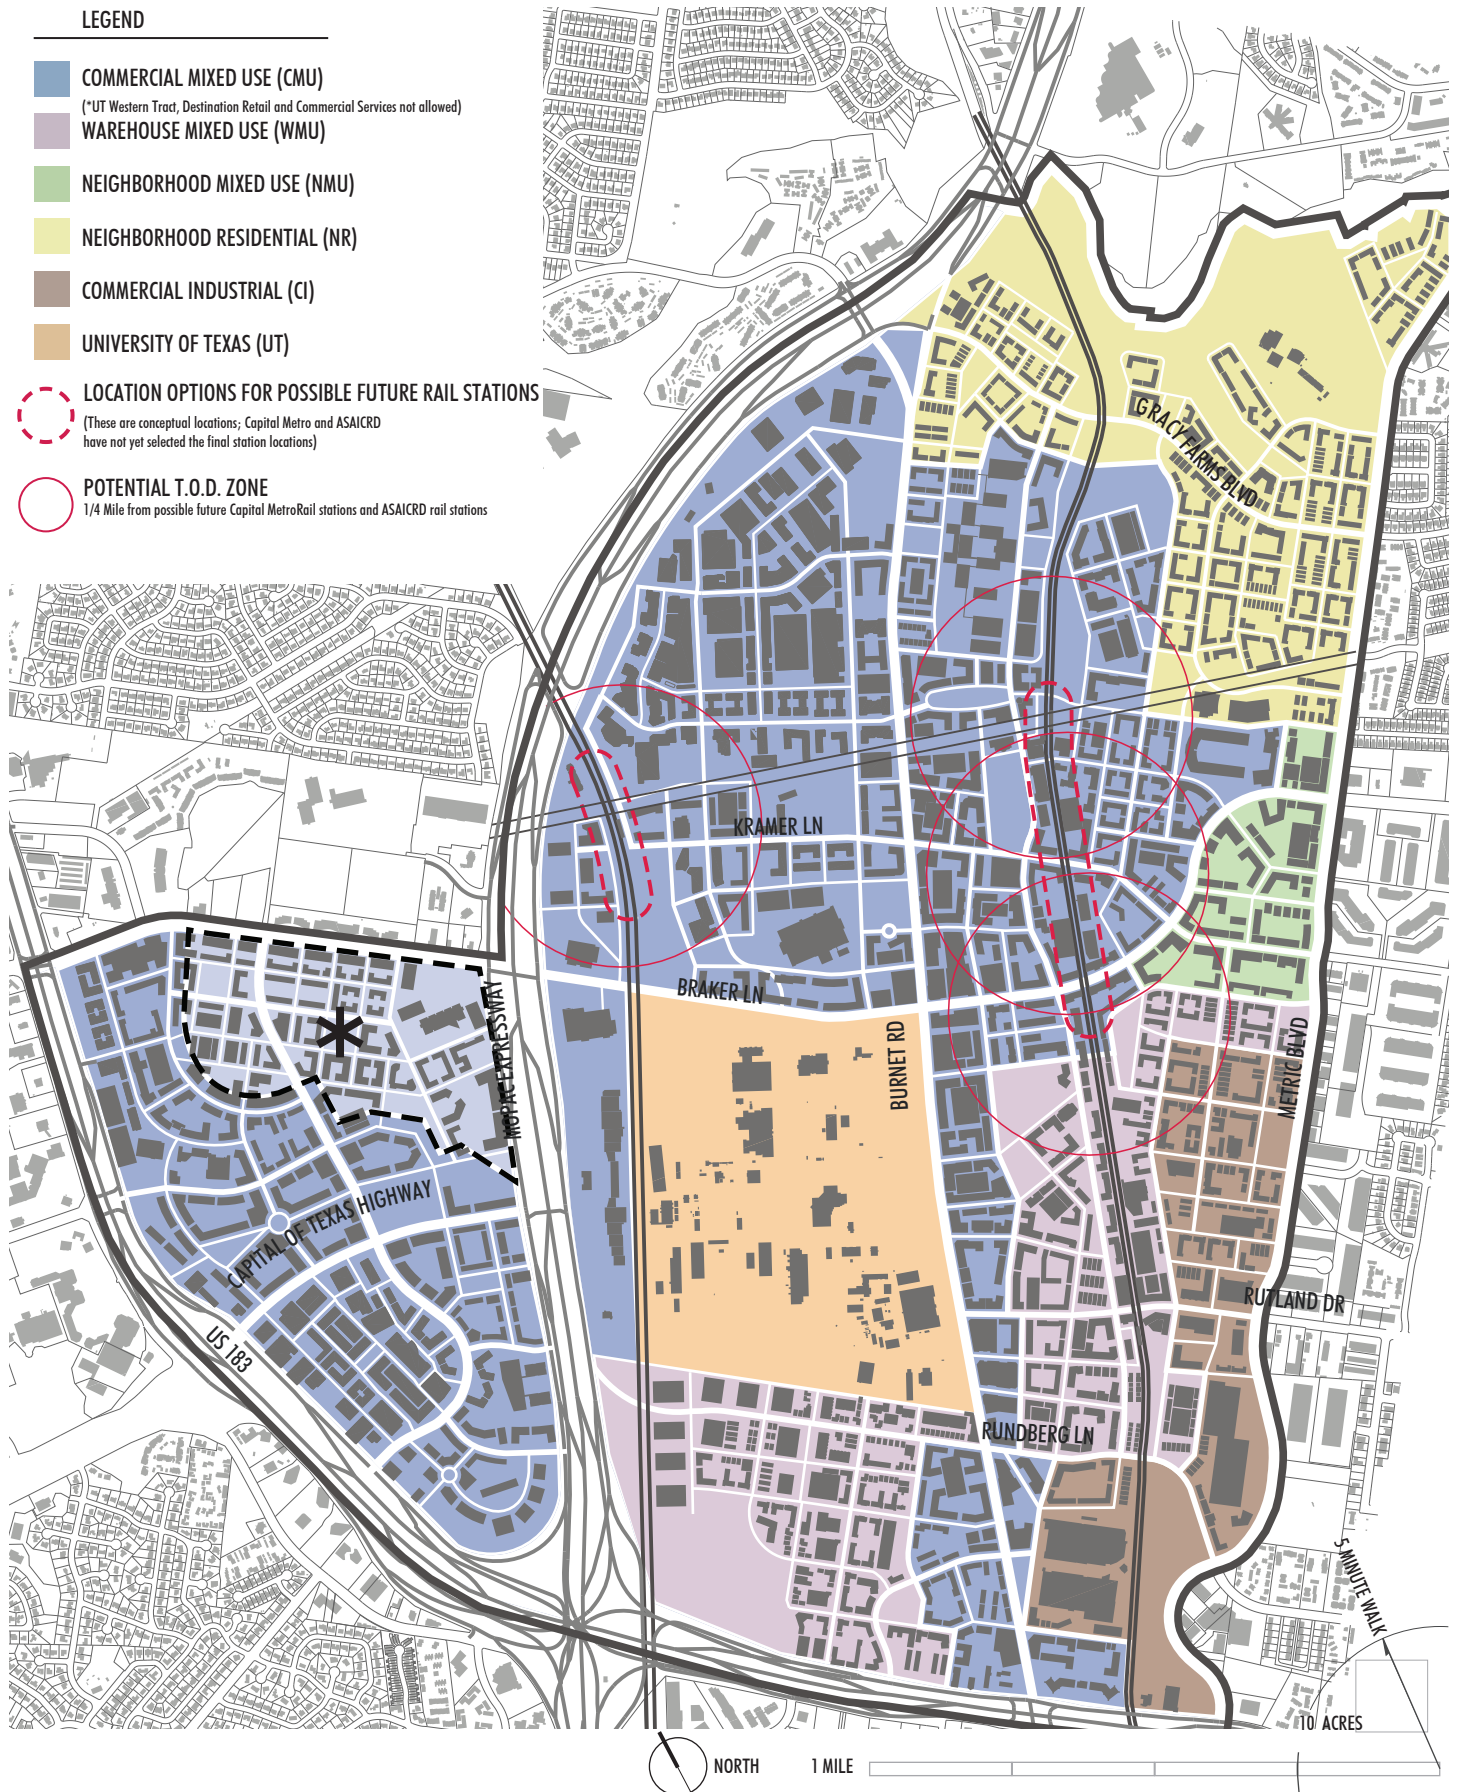 LEGEND
COMMERCIAL MIXED USE (CMU)
(*UT Western Tract, Destination Retail and Commercial Services not allowed)
WAREHOUSE MIXED USE (WMU)
NEIGHBORHOOD MIXED USE (NMU)
NEIGHBORHOOD RESIDENTIAL (NR)
COMMERCIAL INDUSTRIAL (CI)
UNIVERSITY OF TEXAS (UT)
LOCATION OPTIONS FOR POSSIBLE FUTURE RAIL STATIONS
(These are conceptual locations; Capital Metro and ASAICRD
have not yet selected the final station locations)
POTENTIAL T.O.D. ZONE
1/4 Mile from possible future Capital MetroRail stations and ASAICRD rail stations
GRACY FARMS BLVD
KRAMER LN
BRAKER LN
MOPAC EXPRESSWAY
BURNET RD
METRIC BLVD
CAPITAL OF TEXAS HIGHWAY
US 183
RUTLAND DR
RUNDBERG LN
5 MINUTE WALK
10 ACRES
NORTH
1 MILE